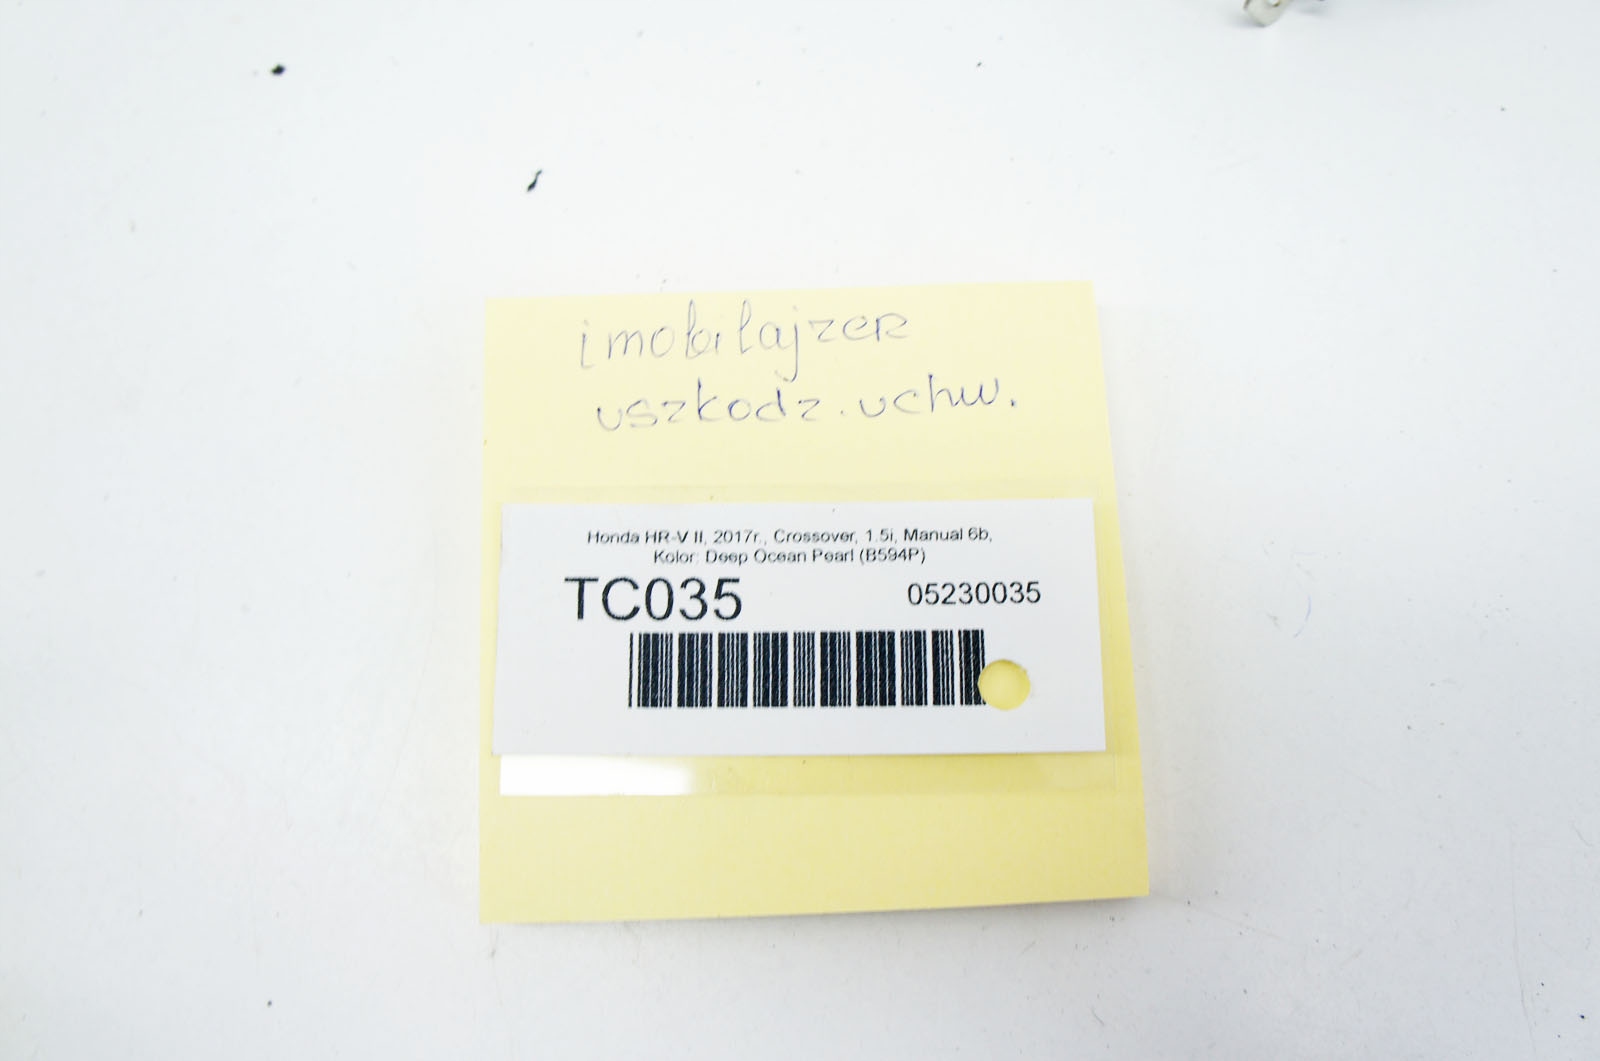 imobilajzer
uszkodz. uchw.
Honda HR-V II, 2017r., Crossover, 1.5i, Manual 6b,
Kolor: Deep Ocean Pearl (B594P)
TC035 05230035